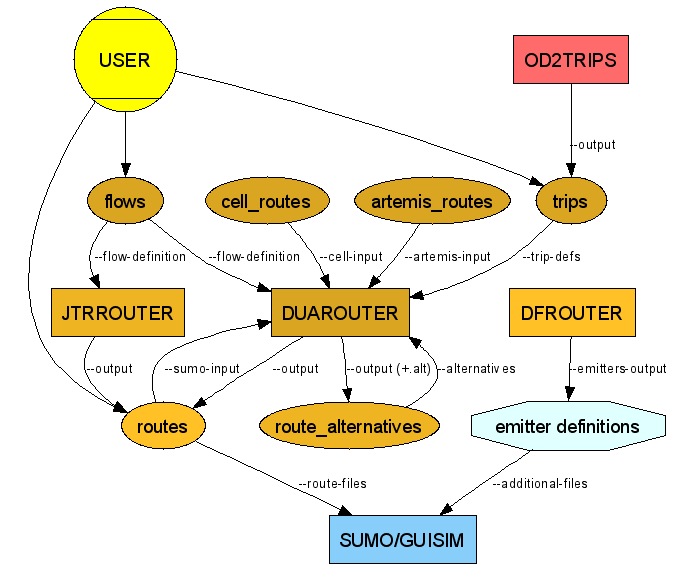 USER
OD2TRIPS
--output
flows
cell_routes
artemis_routes
trips
--flow-definition
--flow-definition
--cell-input
--artemis-input
--trip-defs
JTRROUTER
DUAROUTER
DFROUTER
--output
--sumo-input
--output
--output (+.alt)
--alternatives
--emitters-output
routes
route_alternatives
emitter definitions
--route-files
--additional-files
SUMO/GUISIM